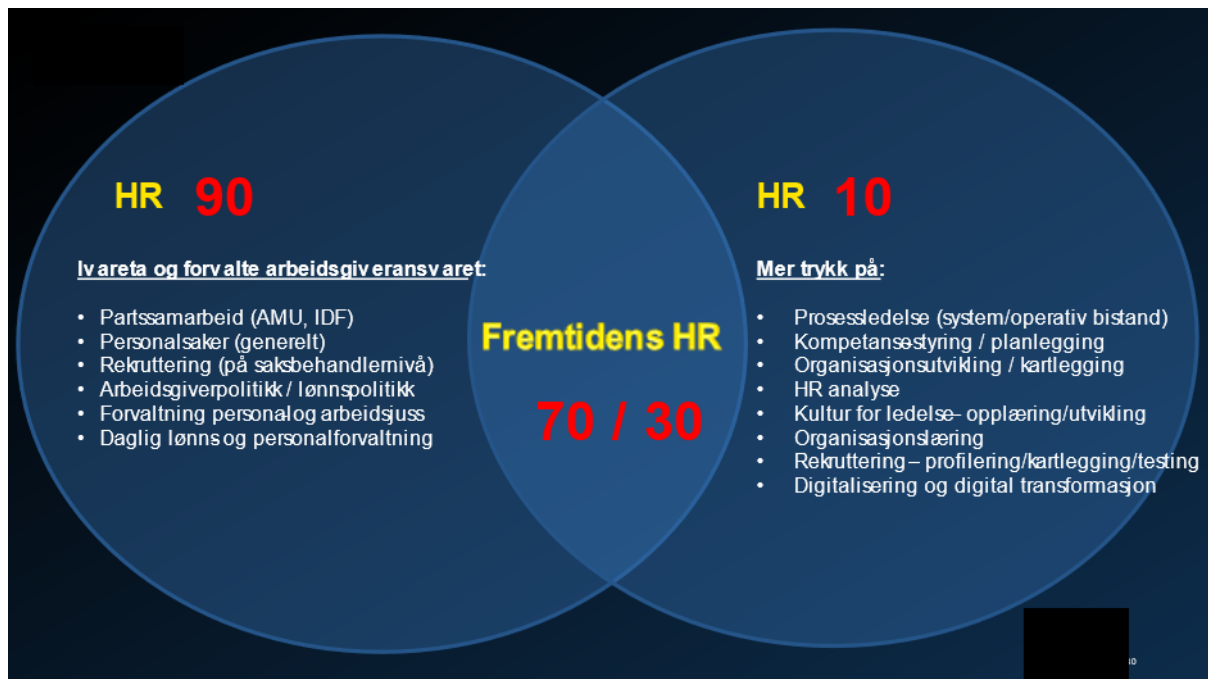 HR 90
Ivareta og forvalte arbeidsgiveransvaret:
• Partssamarbeid (AMU, IDF)
• Personalsaker (generelt)
• Rekruttering (på saksbehandlernivå)
• Arbeidsgiverpolitikk / lønnspolitikk
• Forvaltning personal-og arbeidsjuss
• Daglig lønns-og personalforvaltning
Fremtidens HR
70 / 30
HR 10
Mer trykk på:
• Prosessledelse (system/operativ bistand)
• Kompetansestyring / planlegging
• Organisasjonsutvikling / kartlegging
• HR analyse
• Kultur for ledelse– opplæring/utvikling
• Organisasjonslæring
• Rekruttering – profilering/kartlegging/testing
• Digitalisering og digital transformasjon